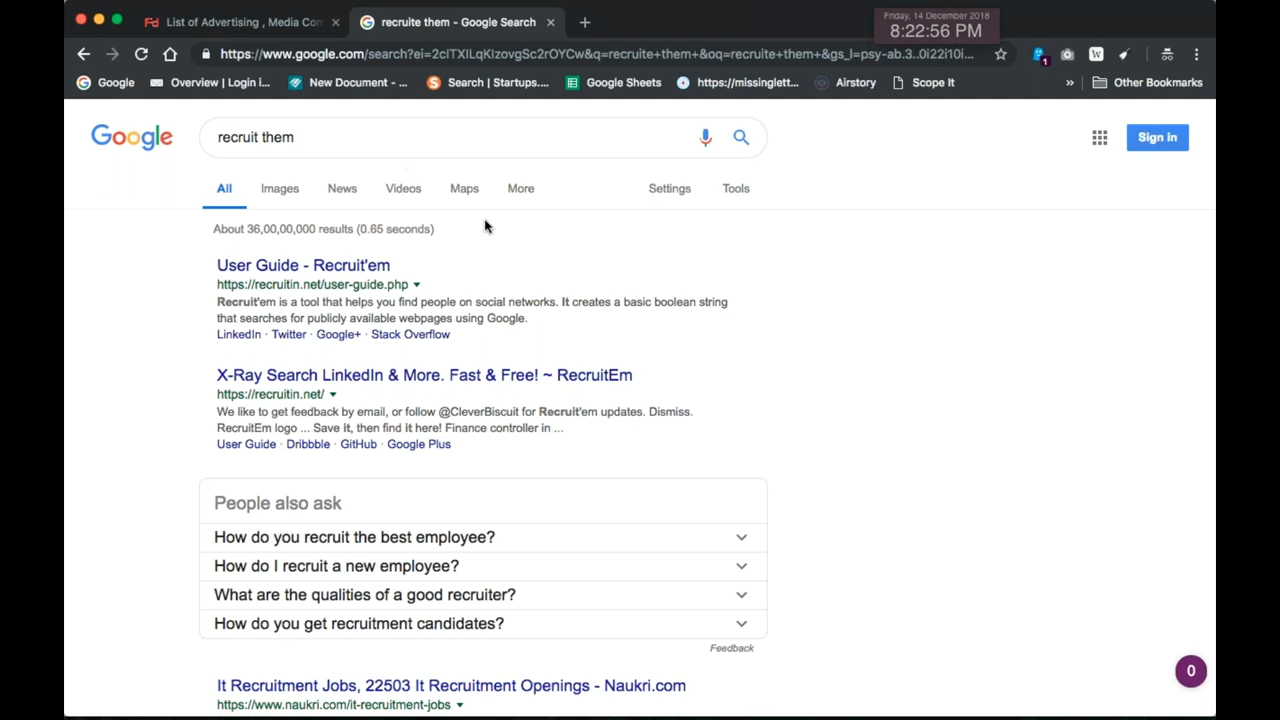 List of Advertising , Media Con
recruite them - Google Search
Friday, 14 December 2018
8:22:56 PM
https://www.google.com/search?ei=2clTXILqKIzovgSc2rOYCw&q=recruite+them+&oq=recruite+them+&gs_l=psy-ab.3..0i22i10i...
1
Google
Overview | Login i...
New Document - ...
Search | Startups....
Google Sheets
https://missinglett...
Airstory
Scope It
»
Other Bookmarks
Google
recruit them
Sign in
All
Images
News
Videos
Maps
More
Settings
Tools
About 36,00,00,000 results (0.65 seconds)
User Guide - Recruit'em
https://recruitin.net/user-guide.php
Recruit'em is a tool that helps you find people on social networks. It creates a basic boolean string
that searches for publicly available webpages using Google.
LinkedIn · Twitter · Google+ · Stack Overflow
X-Ray Search LinkedIn & More. Fast & Free! ~ RecruitEm
https://recruitin.net/
We like to get feedback by email, or follow @CleverBiscuit for Recruit'em updates. Dismiss.
RecruitEm logo ... Save it, then find it here! Finance controller in ...
User Guide · Dribbble · GitHub · Google Plus
People also ask
How do you recruit the best employee?
How do I recruit a new employee?
What are the qualities of a good recruiter?
How do you get recruitment candidates?
Feedback
0
It Recruitment Jobs, 22503 It Recruitment Openings - Naukri.com
https://www.naukri.com/it-recruitment-jobs